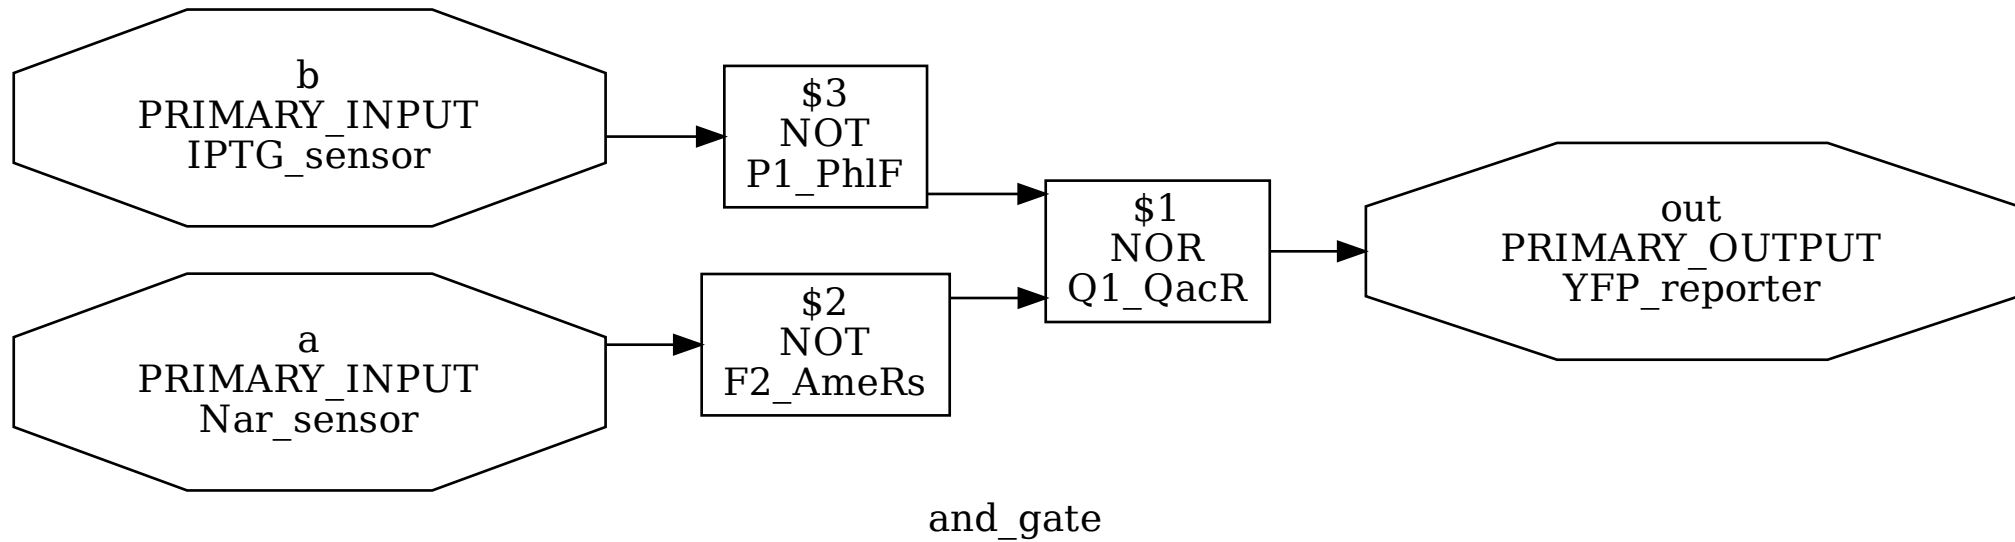 b
PRIMARY_INPUT
IPTG_sensor
$3
NOT
P1_PhlF
a
PRIMARY_INPUT
Nar_sensor
$2
NOT
F2_AmeRs
$1
NOR
Q1_QacR
out
PRIMARY_OUTPUT
YFP_reporter
and_gate